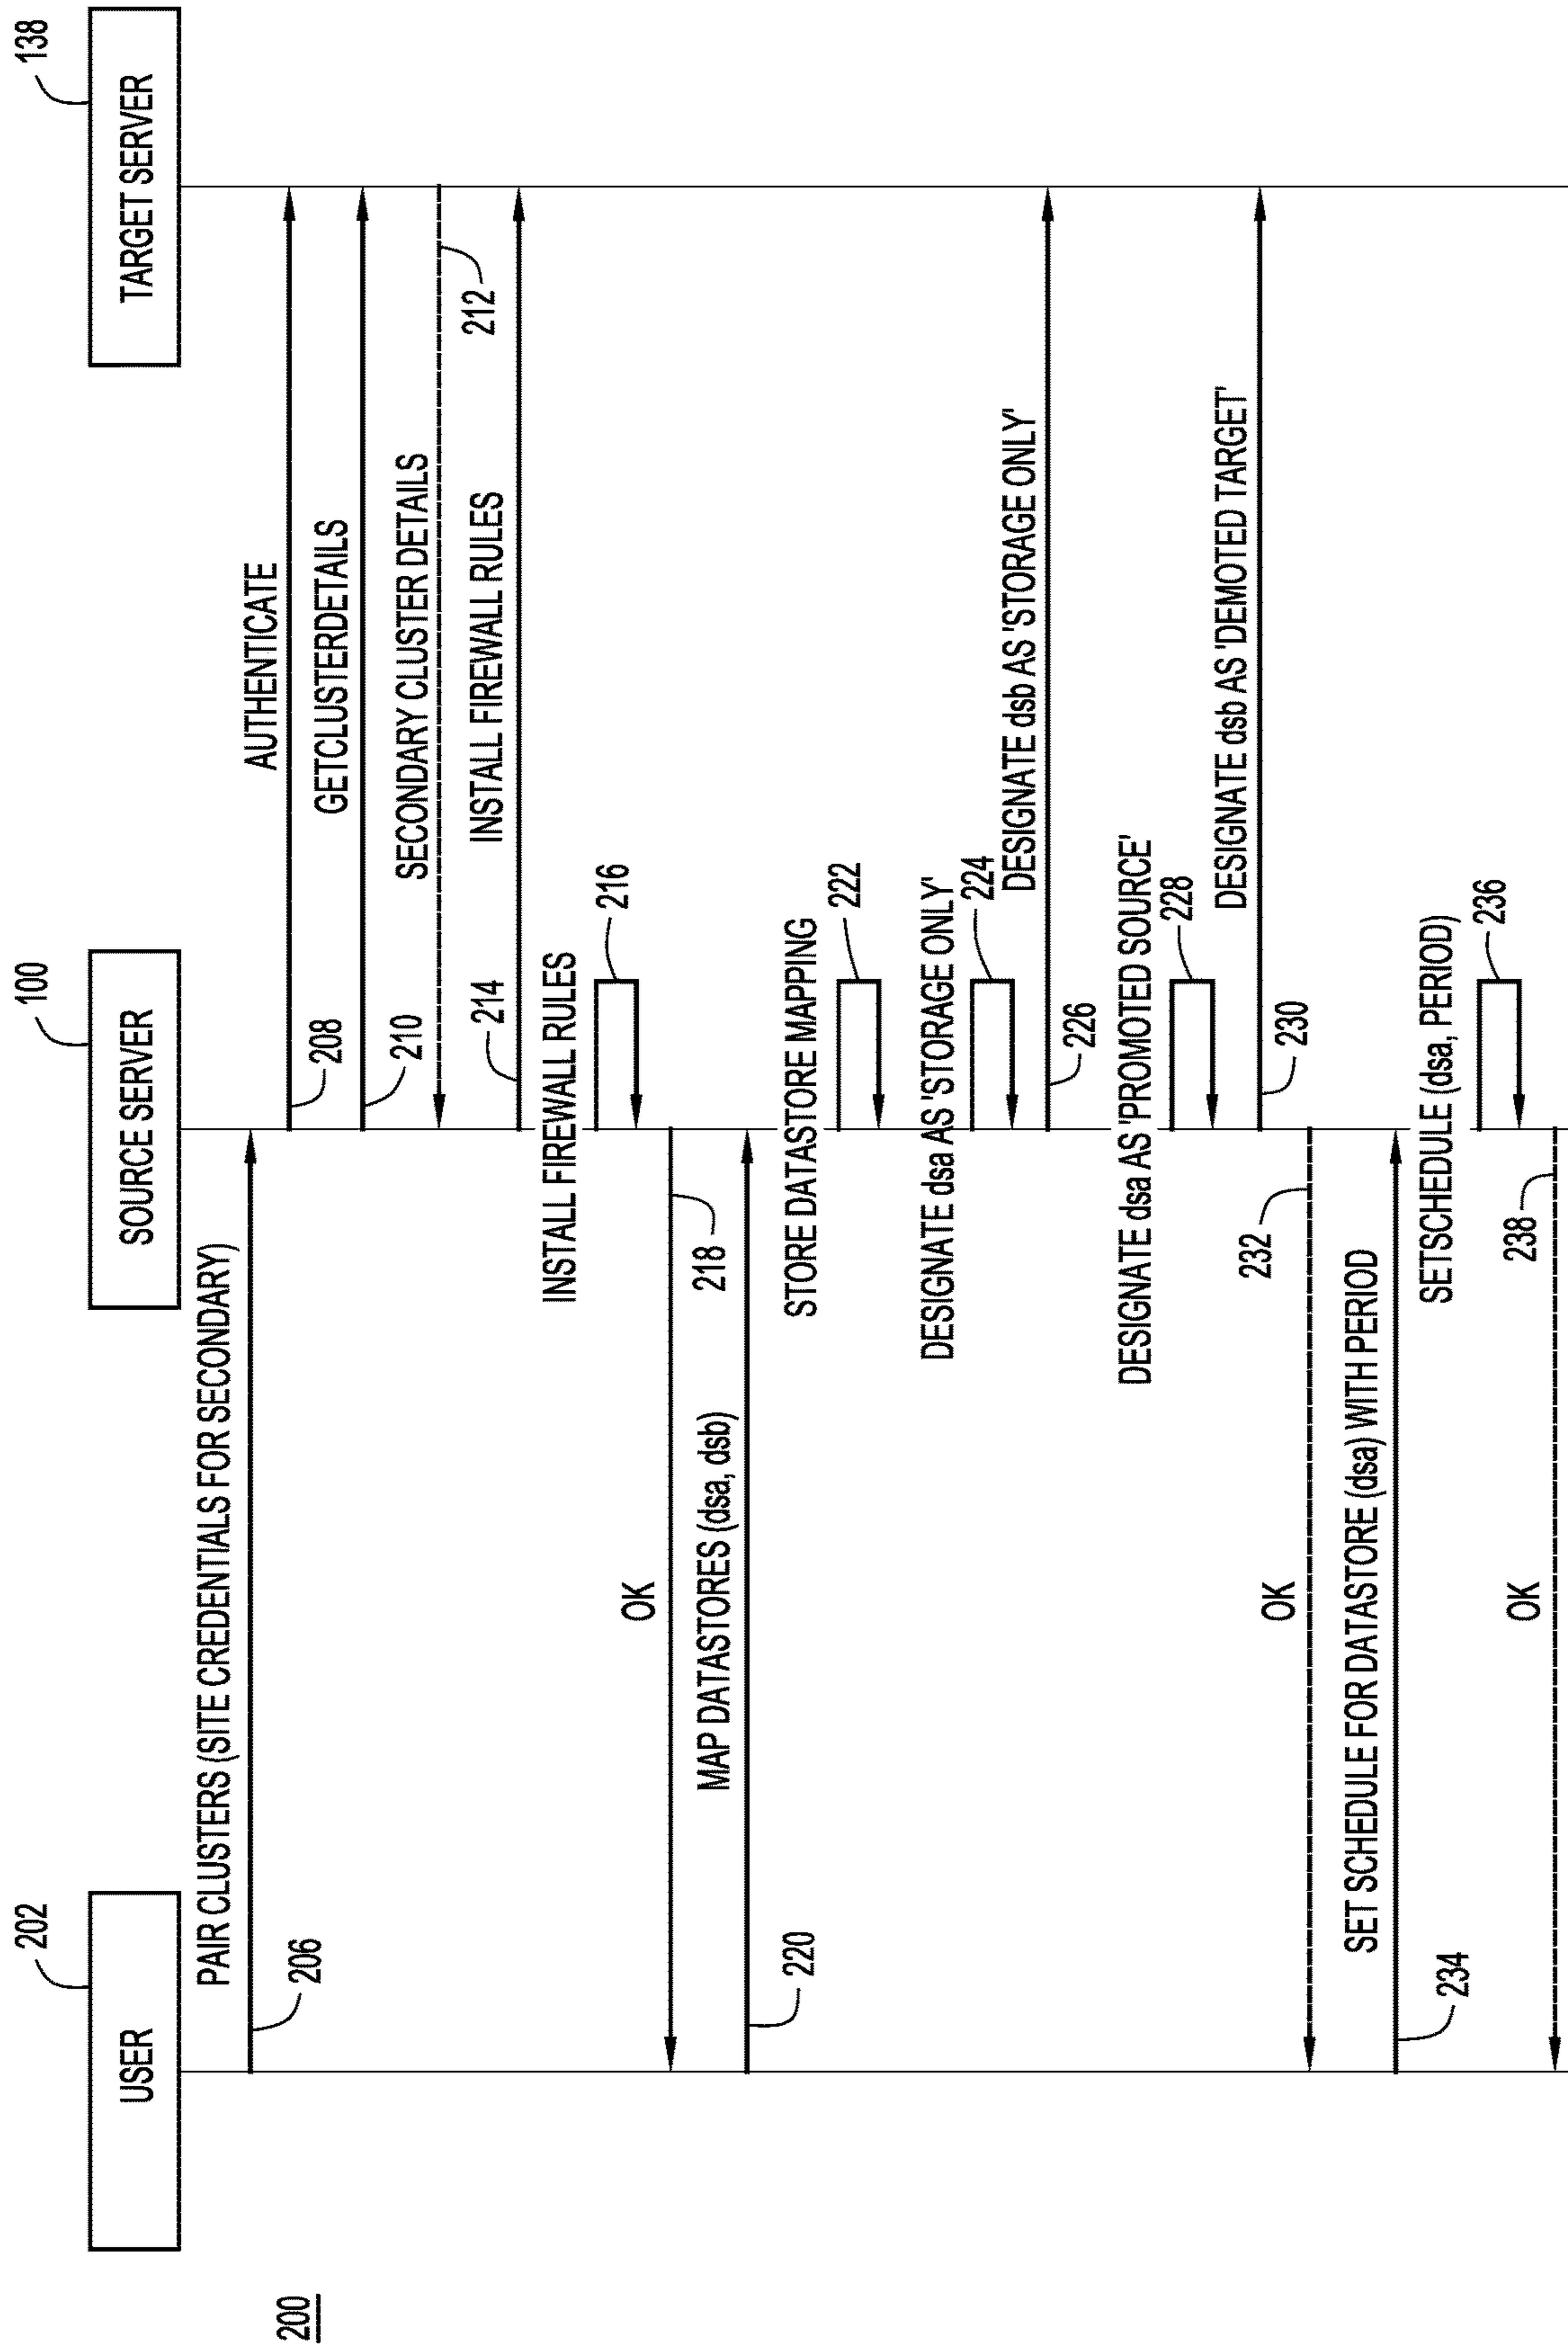 200
202
USER
100
SOURCE SERVER
138
TARGET SERVER
PAIR CLUSTERS (SITE CREDENTIALS FOR SECONDARY)
206
AUTHENTICATE
208
GETCLUSTERDETAILS
210
SECONDARY CLUSTER DETAILS
212
INSTALL FIREWALL RULES
214
INSTALL FIREWALL RULES
216
OK
218
MAP DATASTORES (dsa, dsb)
220
STORE DATASTORE MAPPING
222
DESIGNATE dsa AS 'STORAGE ONLY'
224
DESIGNATE dsb AS 'STORAGE ONLY'
226
DESIGNATE dsa AS 'PROMOTED SOURCE'
228
DESIGNATE dsb AS 'DEMOTED TARGET'
230
OK
232
SET SCHEDULE FOR DATASTORE (dsa) WITH PERIOD
234
SETSCHEDULE (dsa, PERIOD)
236
OK
238